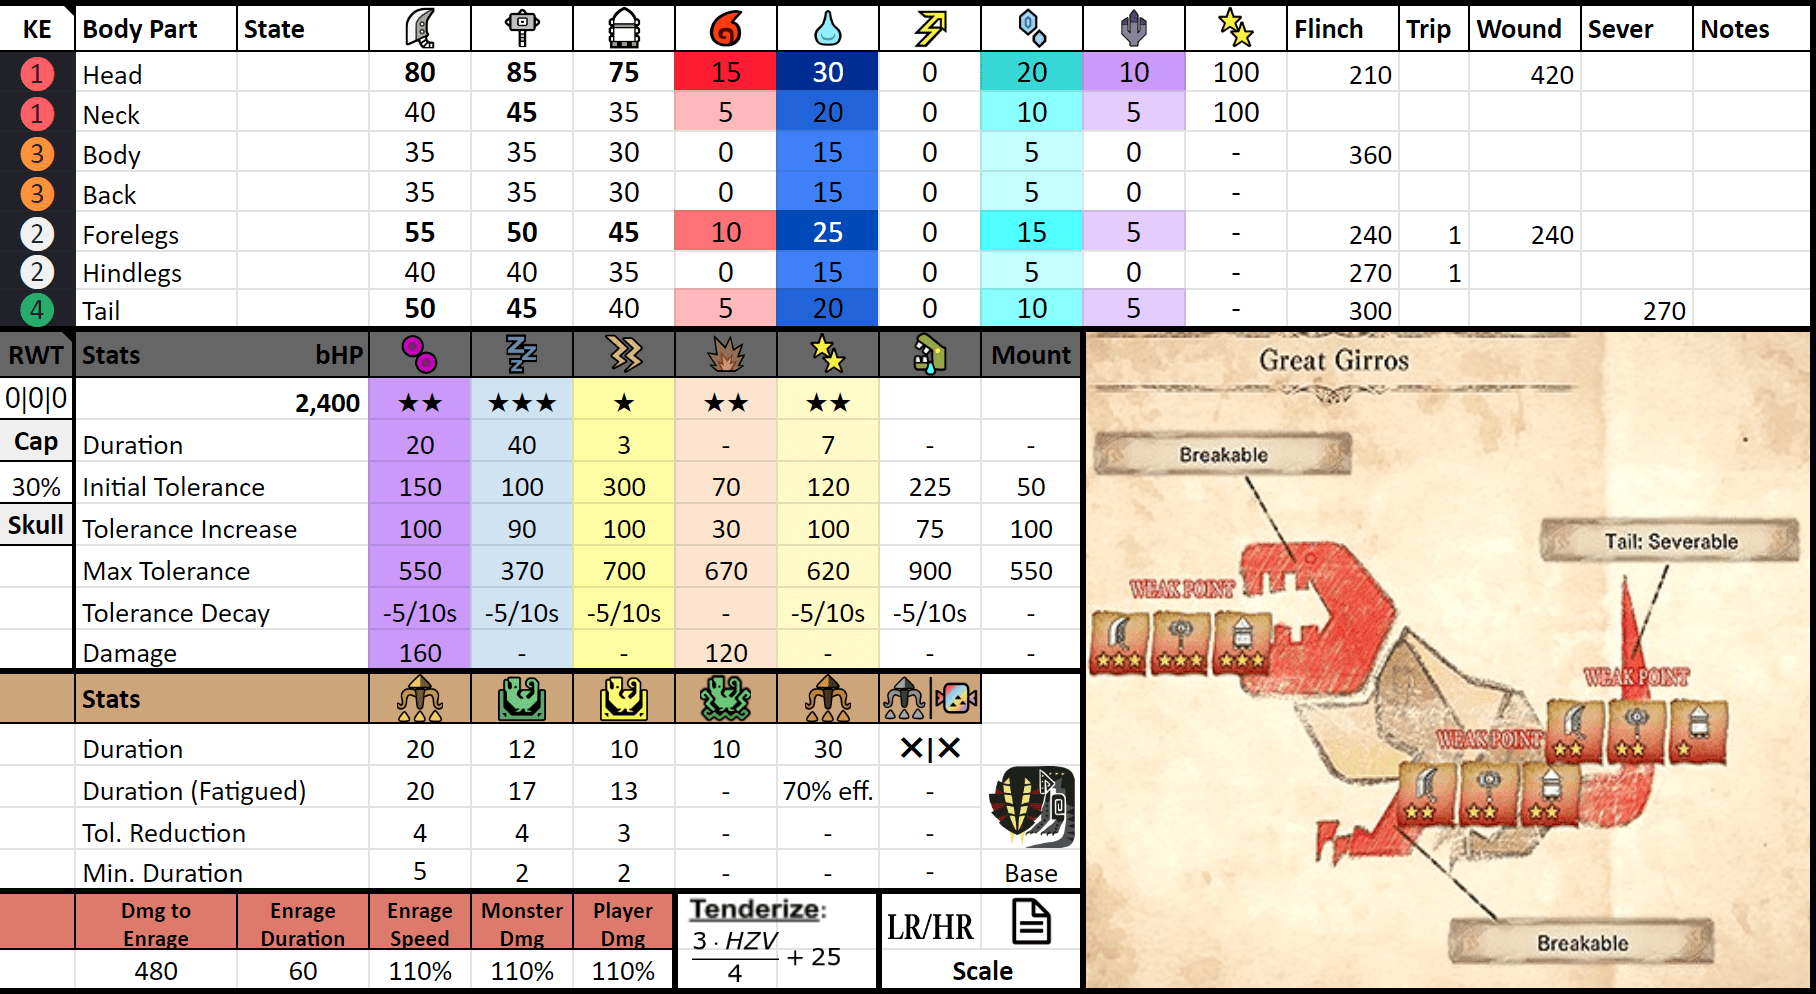 KE Body Part State Flinch Trip Wound Sever Notes
1 Head 80 85 75 15 30 0 20 10 100 210 420
1 Neck 40 45 35 5 20 0 10 5 100
3 Body 35 35 30 0 15 0 5 0 - 360
3 Back 35 35 30 0 15 0 5 0 -
2 Forelegs 55 50 45 10 25 0 15 5 - 240 1 240
2 Hindlegs 40 40 35 0 15 0 5 0 - 270 1
4 Tail 50 45 40 5 20 0 10 5 - 300 270
RWT Stats bHP Mount
0|0|0 2,400 ★★ ★★★ ★ ★★ ★★
Cap Duration 20 40 3 - 7 - -
30% Initial Tolerance 150 100 300 70 120 225 50
Skull Tolerance Increase 100 90 100 30 100 75 100
Max Tolerance 550 370 700 670 620 900 550
Tolerance Decay -5/10s -5/10s -5/10s - -5/10s -5/10s -
Damage 160 - - 120 - - -
Stats
Duration 20 12 10 10 30 ✕|✕
Duration (Fatigued) 20 17 13 - 70% eff. -
Tol. Reduction 4 4 3 - - -
Min. Duration 5 2 2 - - - Base
Dmg to Enrage
Enrage Duration
Enrage Speed
Monster Dmg
Player Dmg
480 60 110% 110% 110%
Tenderize:
3 · HZV
4
+ 25
LR/HR
Scale
Great Girros
Breakable
Tail: Severable
WEAK POINT
WEAK POINT
WEAK POINT
Breakable